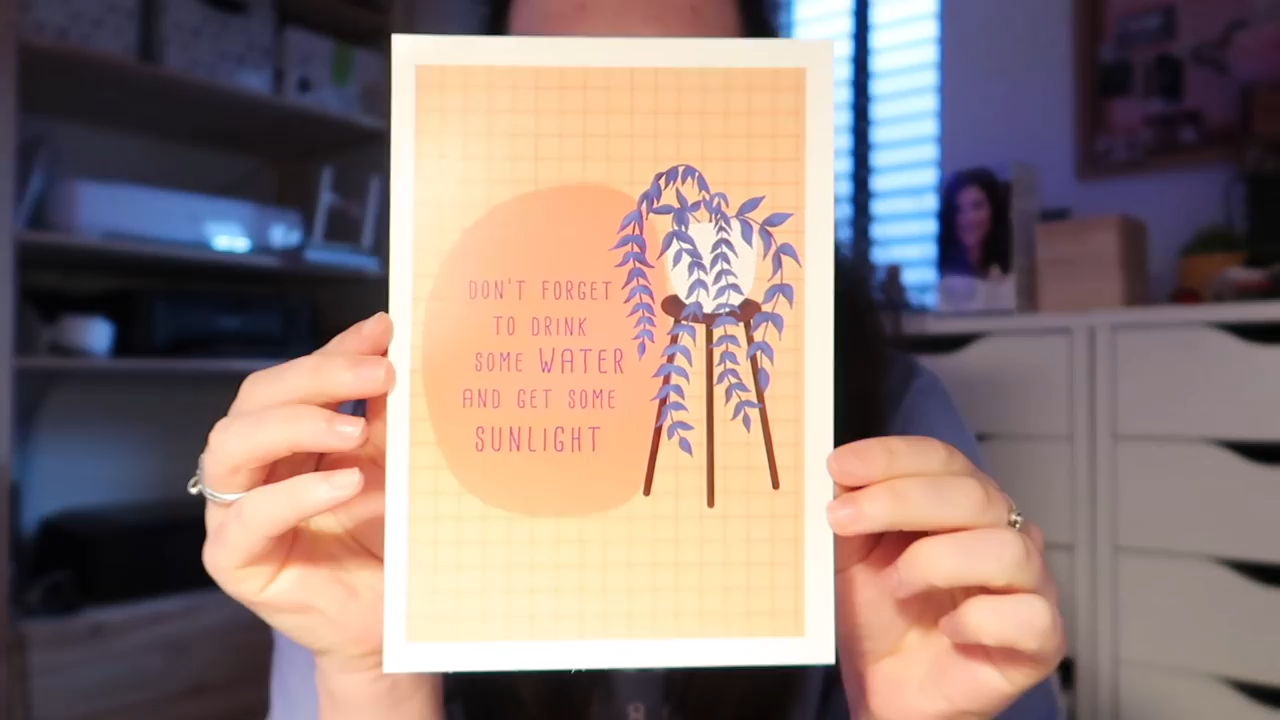 DON'T FORGET
TO DRINK
SOME WATER
AND GET SOME
SUNLIGHT